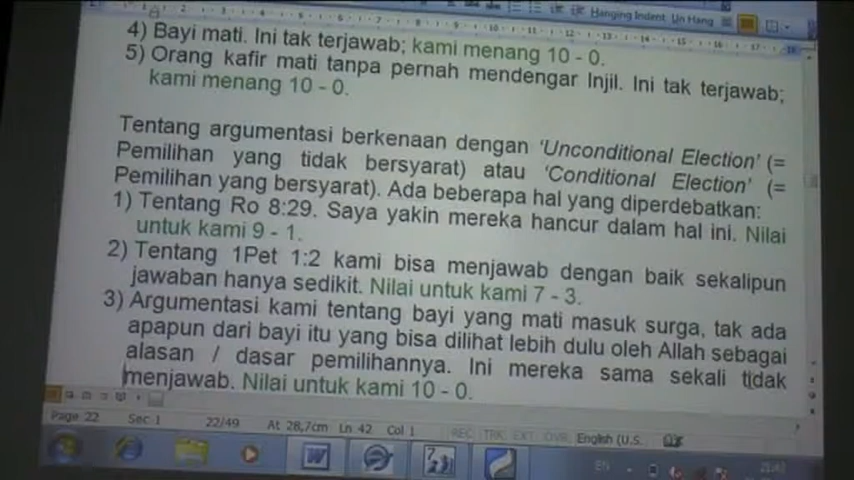 Hanging Indent Un Hang
4) Bayi mati. Ini tak terjawab; kami menang 10 - 0.
5) Orang kafir mati tanpa pernah mendengar Injil. Ini tak terjawab;
kami menang 10 - 0.
Tentang argumentasi berkenaan dengan 'Unconditional Election' (=
Pemilihan yang tidak bersyarat) atau 'Conditional Election' (=
Pemilihan yang bersyarat). Ada beberapa hal yang diperdebatkan:
1) Tentang Ro 8:29. Saya yakin mereka hancur dalam hal ini. Nilai
untuk kami 9 - 1.
2) Tentang 1Pet 1:2 kami bisa menjawab dengan baik sekalipun
jawaban hanya sedikit. Nilai untuk kami 7 - 3.
3) Argumentasi kami tentang bayi yang mati masuk surga, tak ada
apapun dari bayi itu yang bisa dilihat lebih dulu oleh Allah sebagai
alasan / dasar pemilihannya. Ini mereka sama sekali tidak
menjawab. Nilai untuk kami 10 - 0.
Page 22 Sec 1 22/49 At 28,7cm Ln 42 Col 1 REC TRK EXT OVR English (U.S.
EN